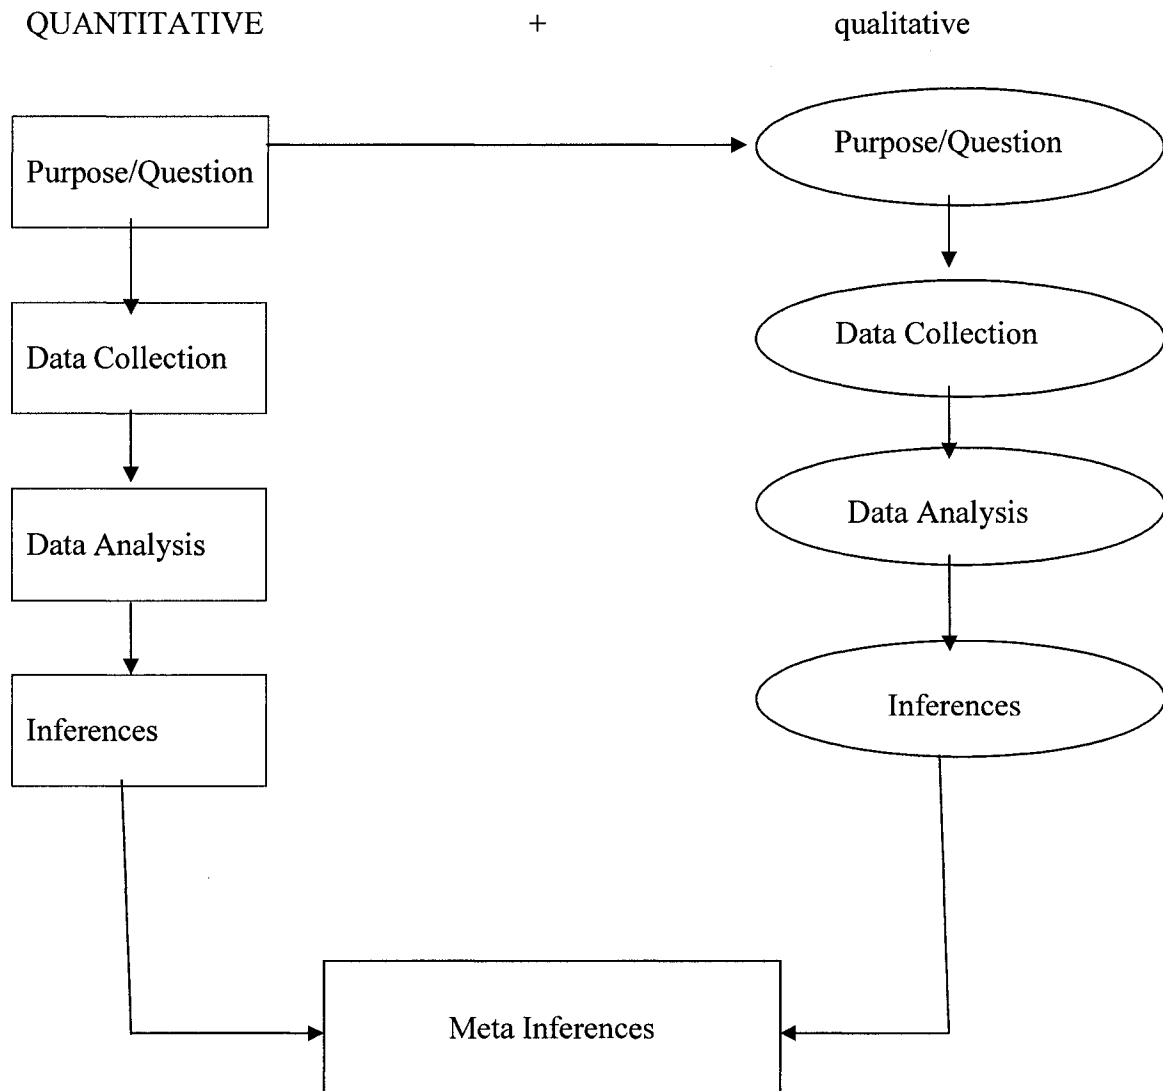 QUANTITATIVE + qualitative
Purpose/Question
Purpose/Question
Data Collection
Data Collection
Data Analysis
Data Analysis
Inferences
Inferences
Meta Inferences